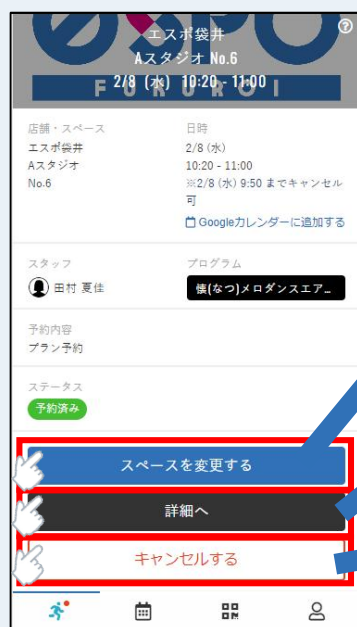 ESPO
エスポ袋井
Aスタジオ No.6
2/8 (水) 10:20 - 11:00
FUKUROI
店舗・スペース
エスポ袋井
Aスタジオ
No.6
日時
2/8 (水)
10:20 - 11:00
※2/8 (水) 9:50 までキャンセル
可
Googleカレンダーに追加する
スタッフ
田村 夏佳
プログラム
懐(なつ)メロダンスエア...
予約内容
プラン予約
ステータス
予約済み
スペースを変更する
詳細へ
キャンセルする